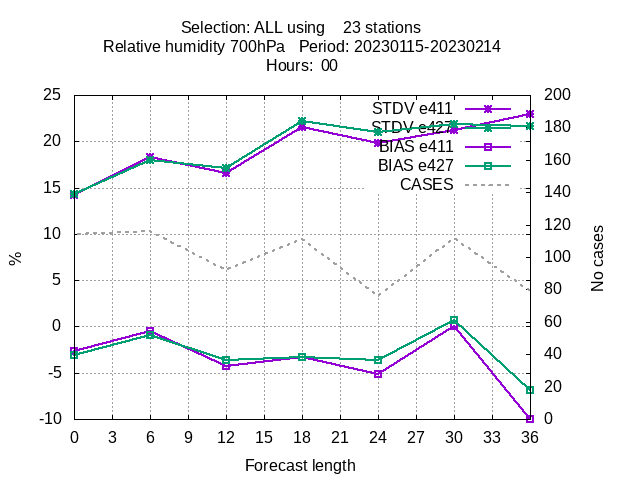 Selection: ALL using    23 stations
Relative humidity 700hPa   Period: 20230115-20230214
Hours:  00
25
20
15
10
5
0
-5
-10
%
200
180
160
140
120
100
80
60
40
20
0
No cases
STDV e411
STDV e427
BIAS e411
BIAS e427
CASES
0 3 6 9 12 15 18 21 24 27 30 33 36
Forecast length